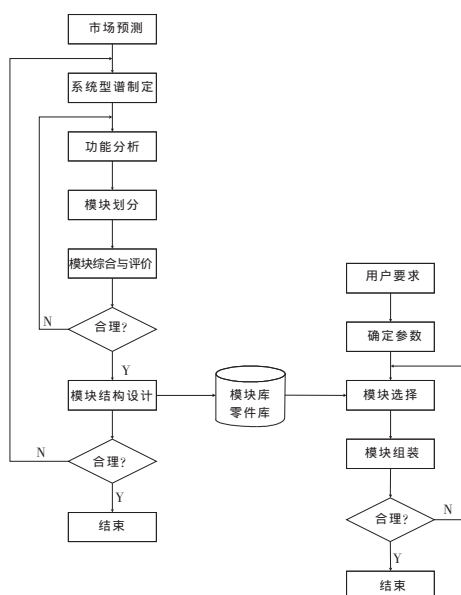 市场预测
系统型谱制定
功能分析
模块划分
模块综合与评价
合理?
N
Y
模块结构设计
合理?
N
Y
结束
模块库
零件库
用户要求
确定参数
模块选择
模块组装
合理?
N
Y
结束